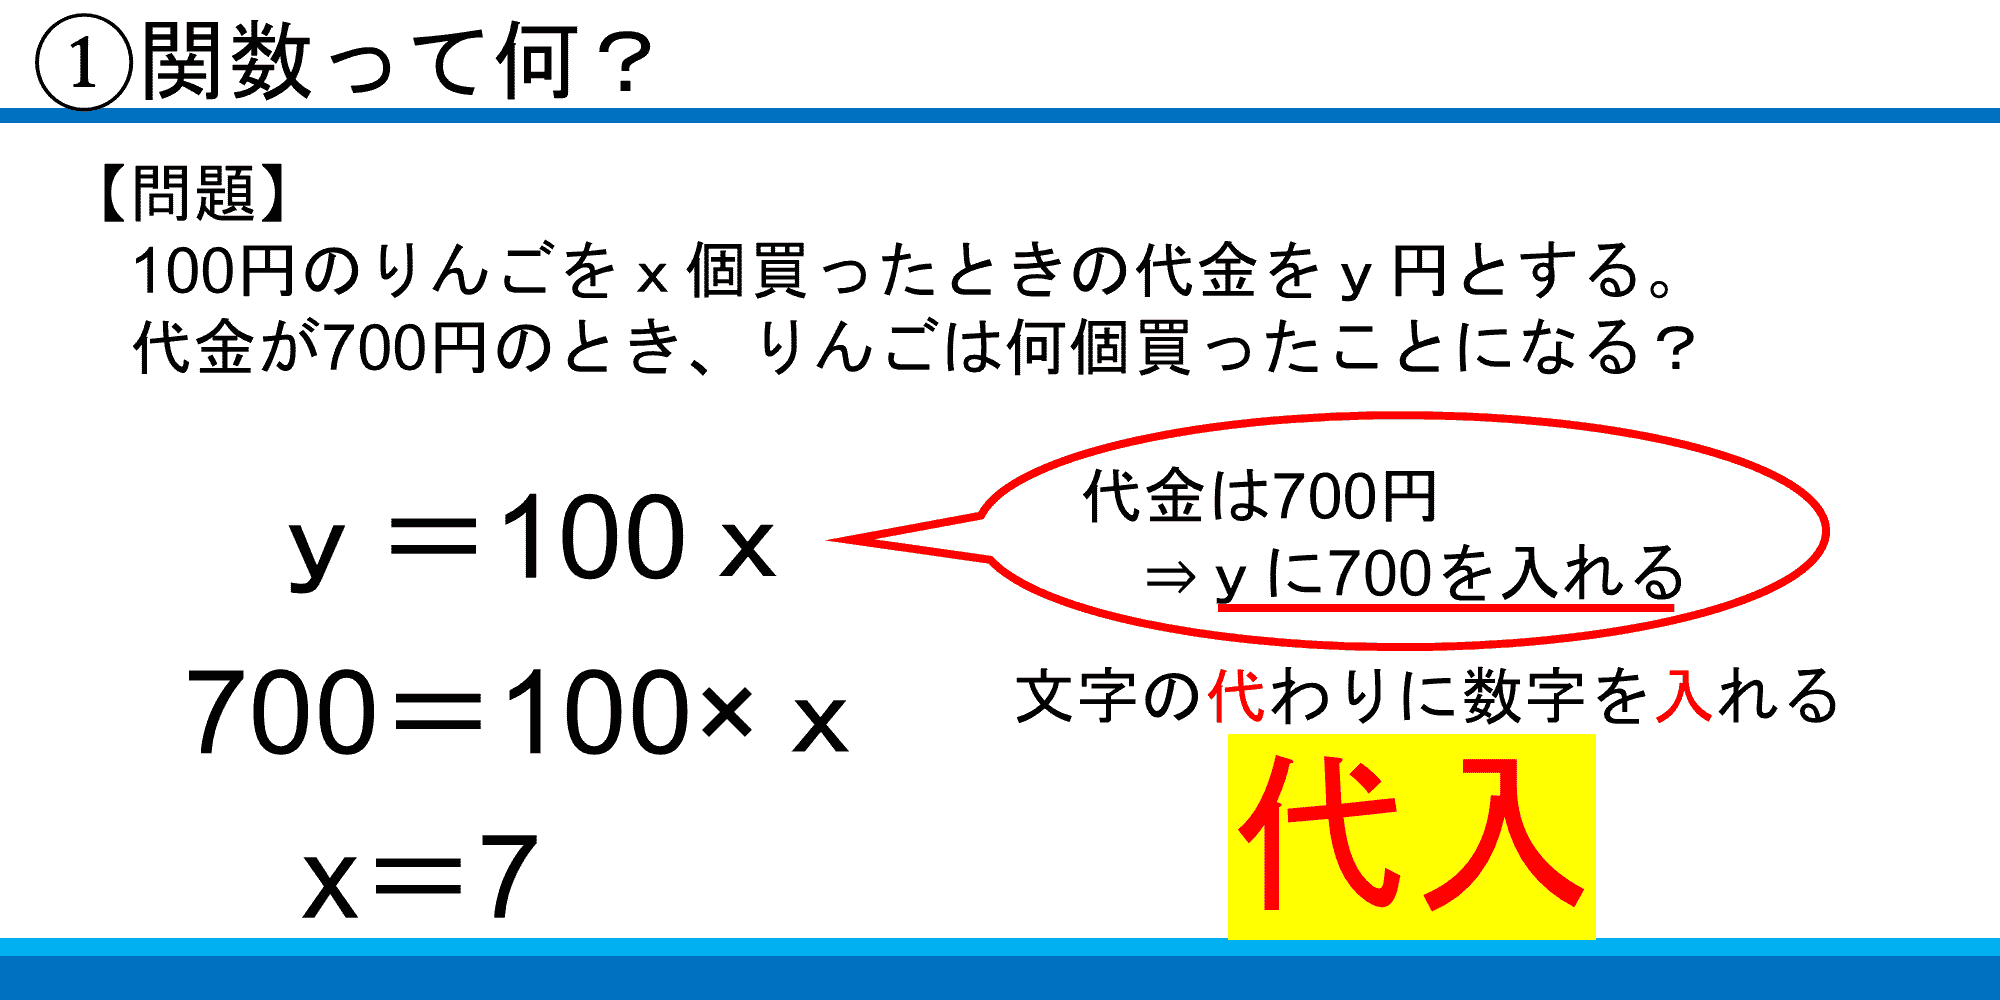 ①関数って何？
【問題】
100円のりんごをｘ個買ったときの代金をｙ円とする。
代金が700円のとき、りんごは何個買ったことになる？
ｙ＝100ｘ
代金は700円
⇒ｙに700を入れる
700＝100×ｘ
文字の代わりに数字を入れる
代入
x＝7